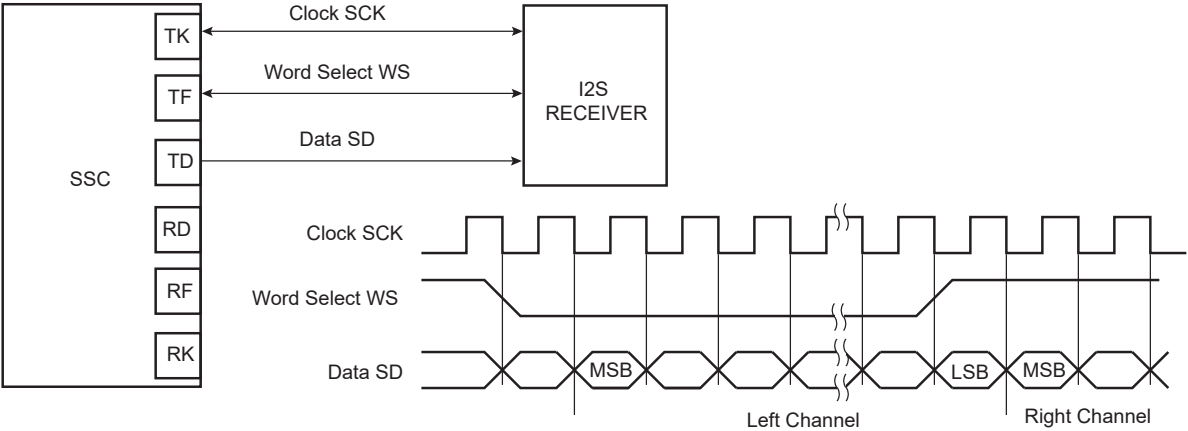 Clock SCK
TK
Word Select WS
TF
I2S
RECEIVER
Data SD
TD
SSC
RD
Clock SCK
RF
Word Select WS
RK
Data SD
MSB
LSB
MSB
Left Channel
Right Channel